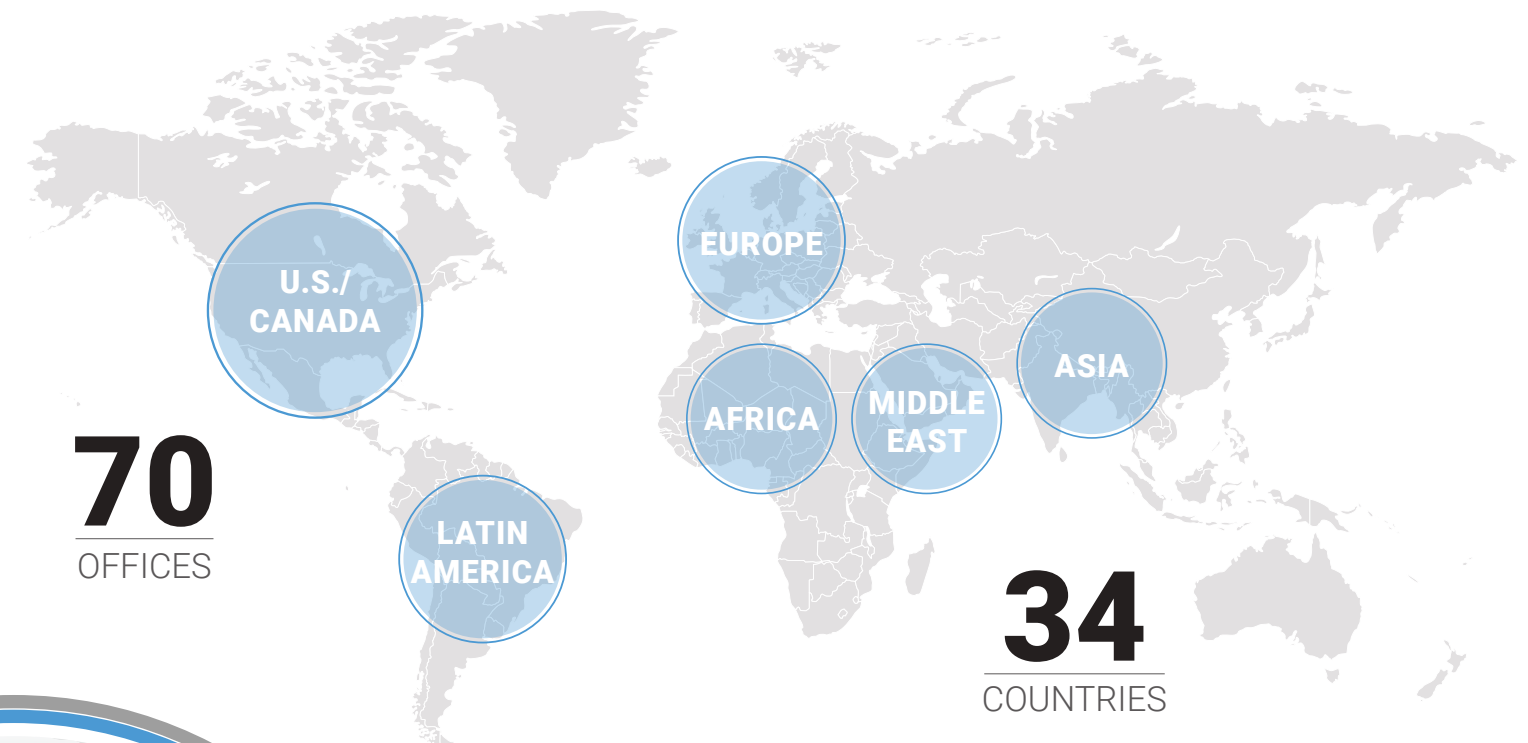 EUROPE
U.S./
CANADA
ASIA
AFRICA
MIDDLE
EAST
70
OFFICES
LATIN
AMERICA
34
COUNTRIES